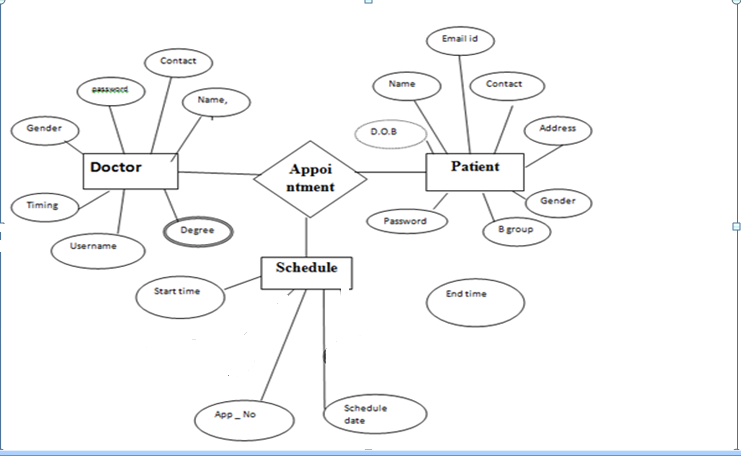 Email id
Contact
Name
Contact
password
Name,
D.O.B
Address
Gender
Doctor
Appoi
ntment
Patient
Timing
Gender
Password
B group
Degree
Username
Schedule
Start time
End time
App _ No
Schedule
date